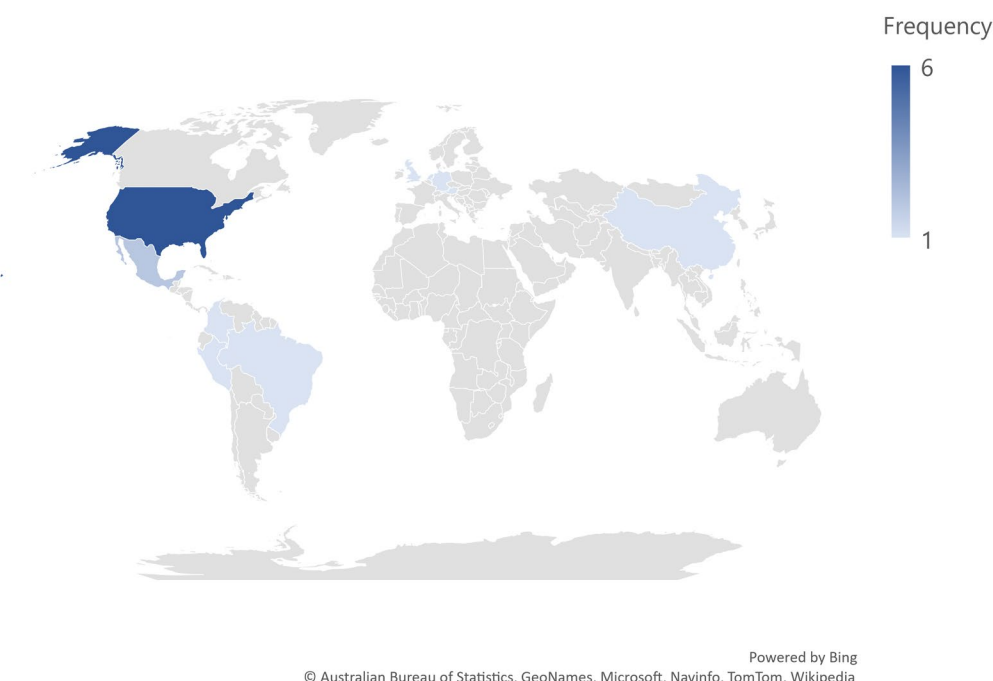 Frequency
6
1
Powered by Bing
© Australian Bureau of Statistics, GeoNames, Microsoft, Navinfo, TomTom, Wikipedia